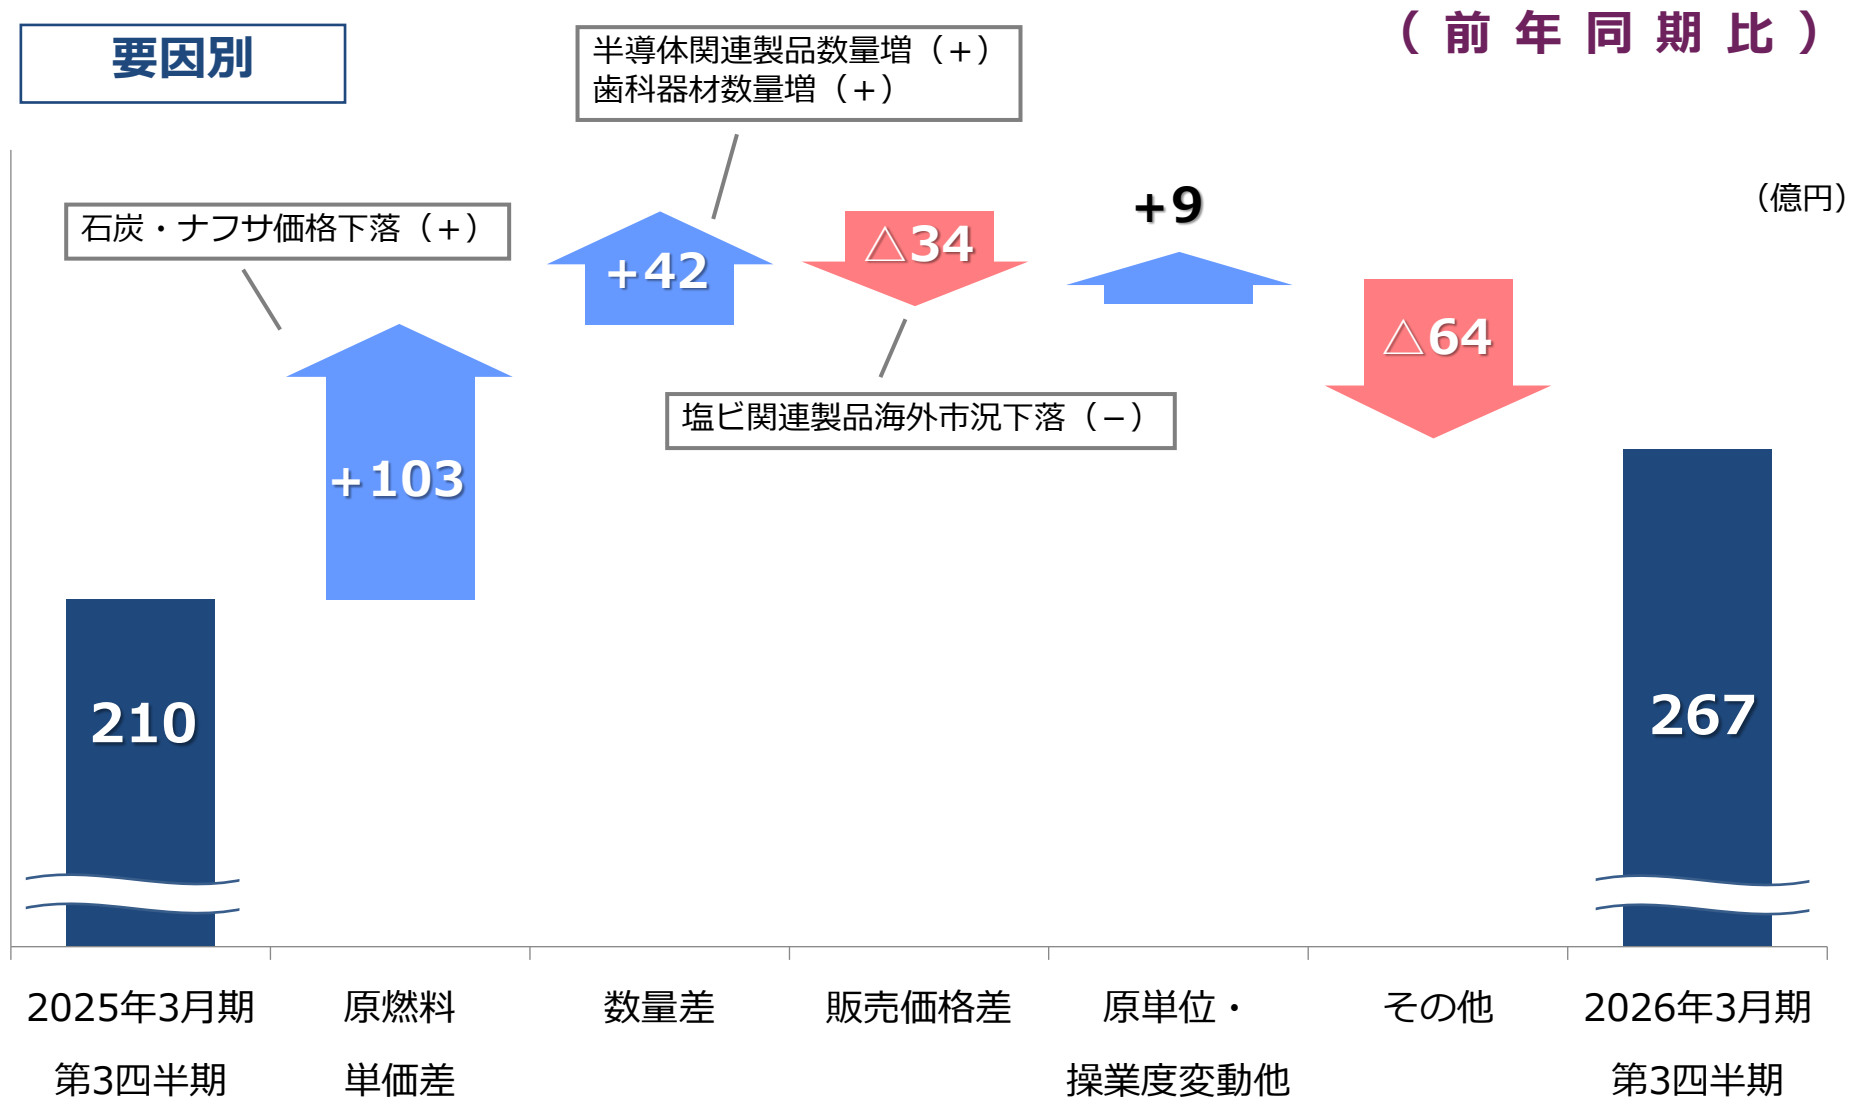 要因別
（前年同期比）
半導体関連製品数量増（＋）
歯科器材数量増（＋）
（億円）
石炭・ナフサ価格下落（＋）
+9
+42
△34
△64
塩ビ関連製品海外市況下落（－）
+103
210
267
2025年3月期
第3四半期
原燃料
単価差
数量差
販売価格差
原単位・
操業度変動他
その他
2026年3月期
第3四半期